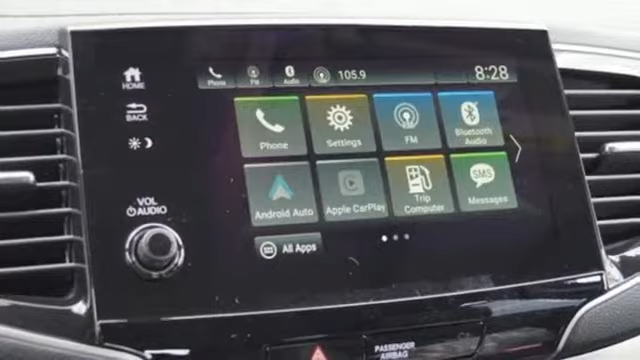 HOME
Phone
FM
Audio
105.9
8:28
BACK
Phone
Settings
FM
Bluetooth
Audio
VOL
AUDIO
Android Auto
Apple CarPlay
Trip
Computer
SMS
Messages
All Apps
PASSENGER
AIRBAG